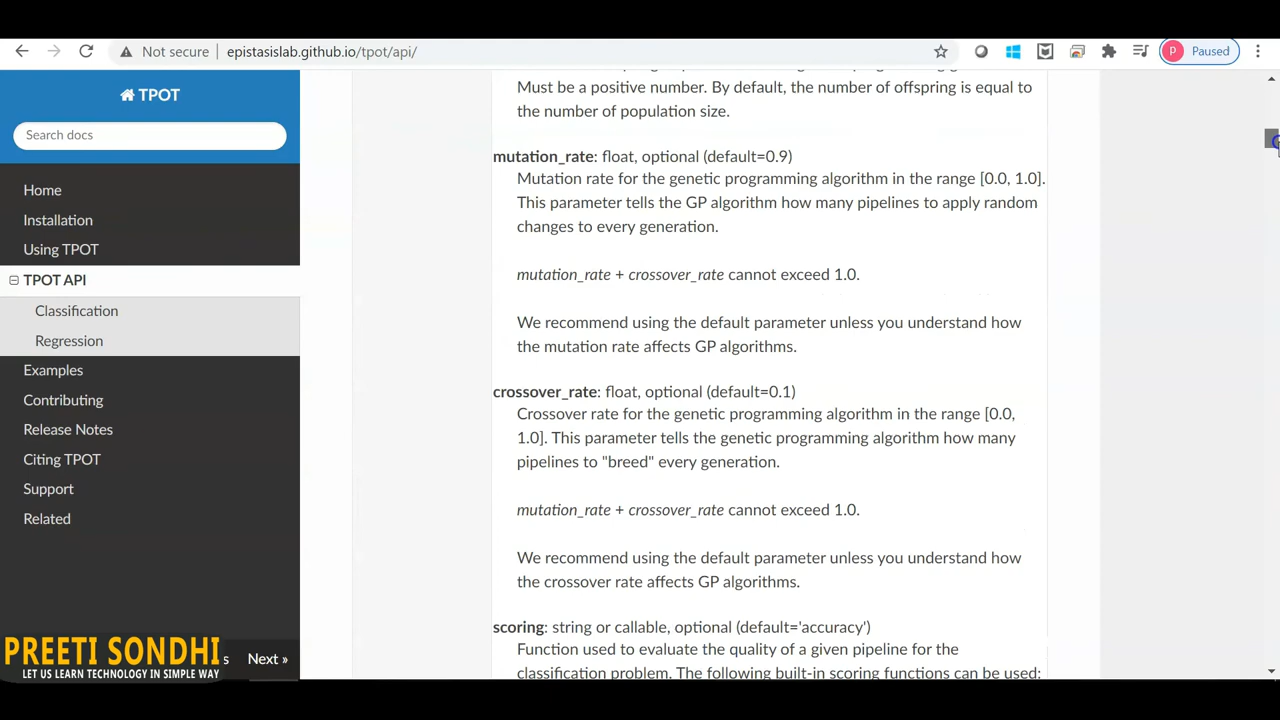 Not secure epistasislab.github.io/tpot/api/ P Paused
TPOT
Search docs
Home
Installation
Using TPOT
TPOT API
Classification
Regression
Examples
Contributing
Release Notes
Citing TPOT
Support
Related
s Next »
PREETI SONDHI
LET US LEARN TECHNOLOGY IN SIMPLE WAY
Must be a positive number. By default, the number of offspring is equal to
the number of population size.
mutation_rate: float, optional (default=0.9)
Mutation rate for the genetic programming algorithm in the range [0.0, 1.0].
This parameter tells the GP algorithm how many pipelines to apply random
changes to every generation.
mutation_rate + crossover_rate cannot exceed 1.0.
We recommend using the default parameter unless you understand how
the mutation rate affects GP algorithms.
crossover_rate: float, optional (default=0.1)
Crossover rate for the genetic programming algorithm in the range [0.0,
1.0]. This parameter tells the genetic programming algorithm how many
pipelines to "breed" every generation.
mutation_rate + crossover_rate cannot exceed 1.0.
We recommend using the default parameter unless you understand how
the crossover rate affects GP algorithms.
scoring: string or callable, optional (default='accuracy')
Function used to evaluate the quality of a given pipeline for the
classification problem. The following built-in scoring functions can be used: